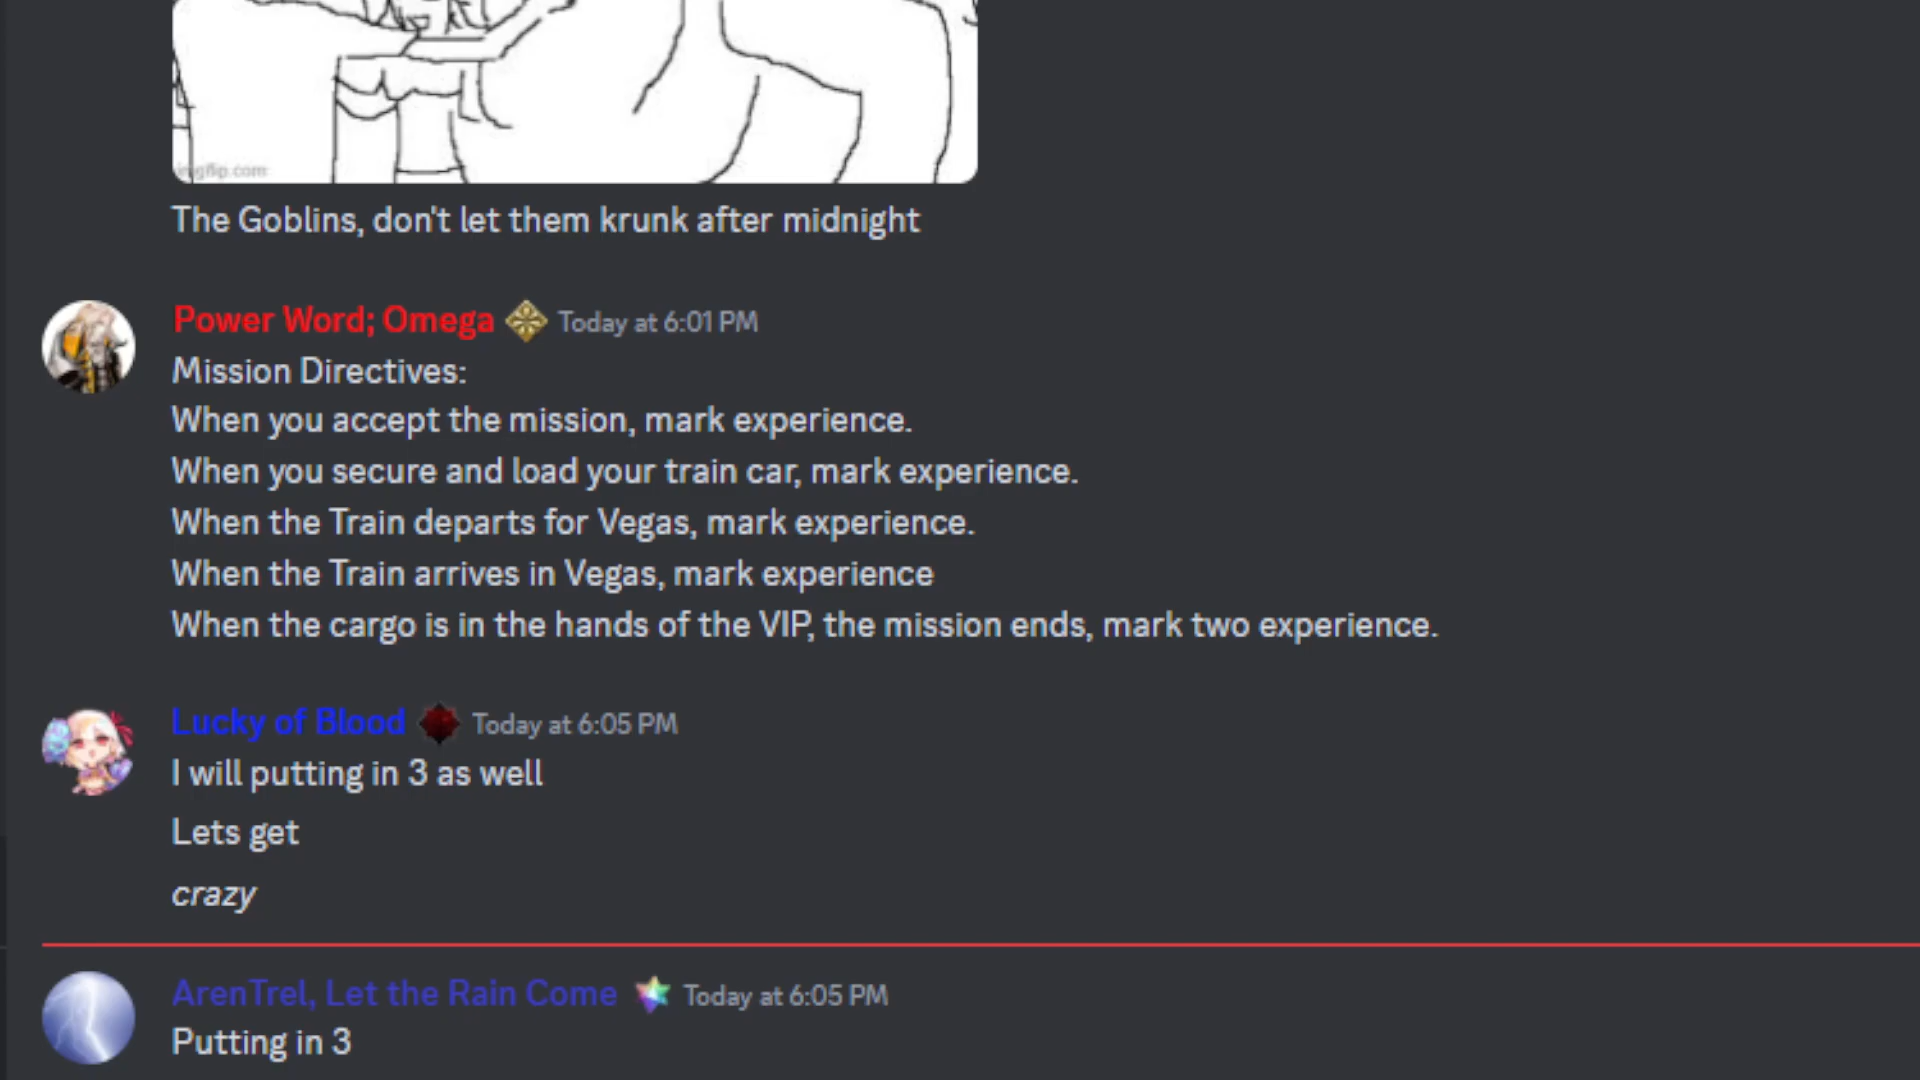 imgflip.com
The Goblins, don't let them krunk after midnight
Power Word; Omega Today at 6:01 PM
Mission Directives:
When you accept the mission, mark experience.
When you secure and load your train car, mark experience.
When the Train departs for Vegas, mark experience.
When the Train arrives in Vegas, mark experience
When the cargo is in the hands of the VIP, the mission ends, mark two experience.
Lucky of Blood Today at 6:05 PM
I will putting in 3 as well
Lets get
crazy
ArenTrel, Let the Rain Come Today at 6:05 PM
Putting in 3